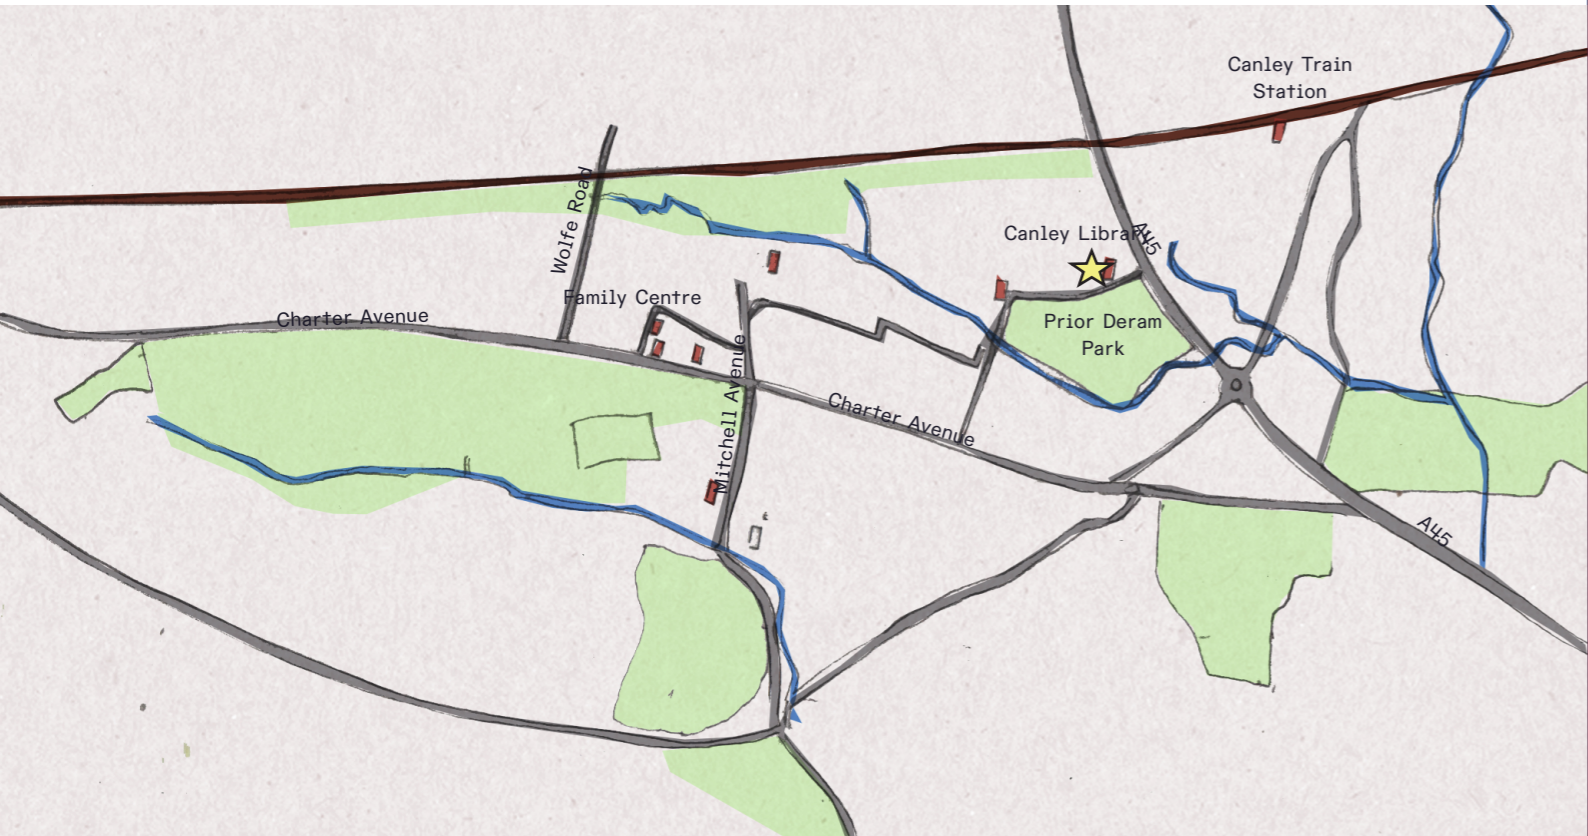 Canley Train
Station
Wolfe Road
A45
Canley Library
Family Centre
Charter Avenue
Prior Deram
Park
Mitchell Avenue
Charter Avenue
A45